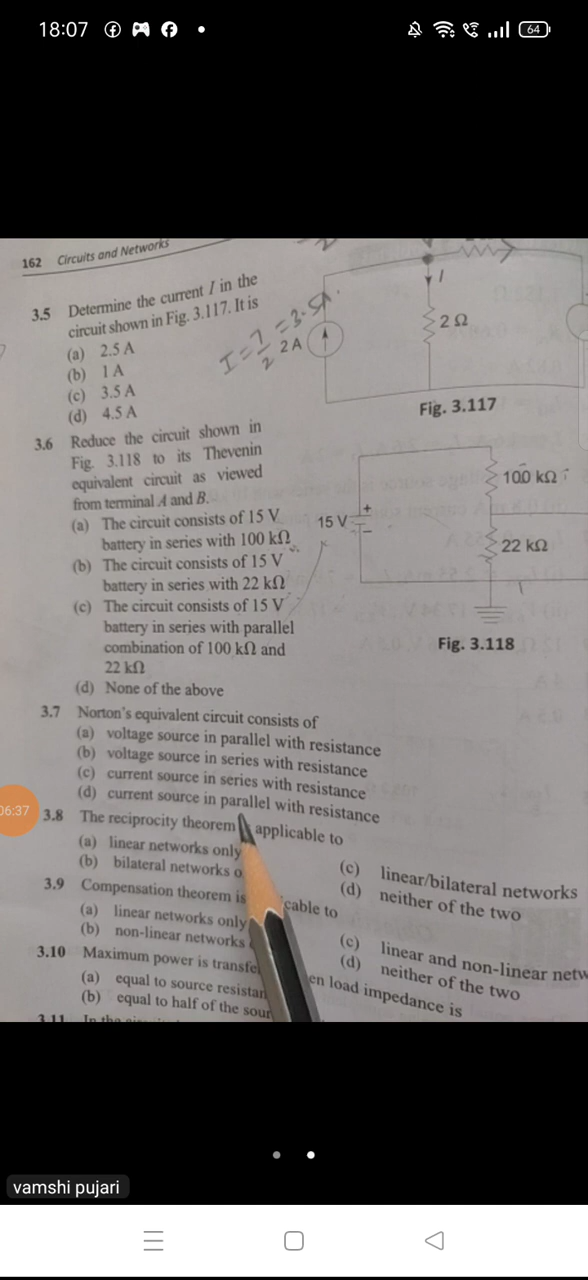 18:07
64
162 Circuits and Networks
3.5 Determine the current I in the
circuit shown in Fig. 3.117. It is
(a) 2.5 A
(b) 1 A
(c) 3.5 A
(d) 4.5 A
I = 7/2 = 3.5A.
2 A
I
2 Ω
Fig. 3.117
3.6 Reduce the circuit shown in
Fig. 3.118 to its Thevenin
equivalent circuit as viewed
from terminal A and B.
(a) The circuit consists of 15 V
battery in series with 100 kΩ
(b) The circuit consists of 15 V
battery in series with 22 kΩ
(c) The circuit consists of 15 V
battery in series with parallel
combination of 100 kΩ and
22 kΩ
(d) None of the above
15 V
+
−
100 kΩ
22 kΩ
Fig. 3.118
3.7 Norton's equivalent circuit consists of
(a) voltage source in parallel with resistance
(b) voltage source in series with resistance
(c) current source in series with resistance
(d) current source in parallel with resistance
3.8 The reciprocity theorem applicable to
(a) linear networks only
(b) bilateral networks
(c) linear/bilateral networks
(d) neither of the two
3.9 Compensation theorem is cable to
(a) linear networks only
(b) non-linear networks
(c) linear and non-linear netw
(d) neither of the two
3.10 Maximum power is transfe en load impedance is
(a) equal to source resistan
(b) equal to half of the sour
3.11 In the
06:37
vamshi pujari